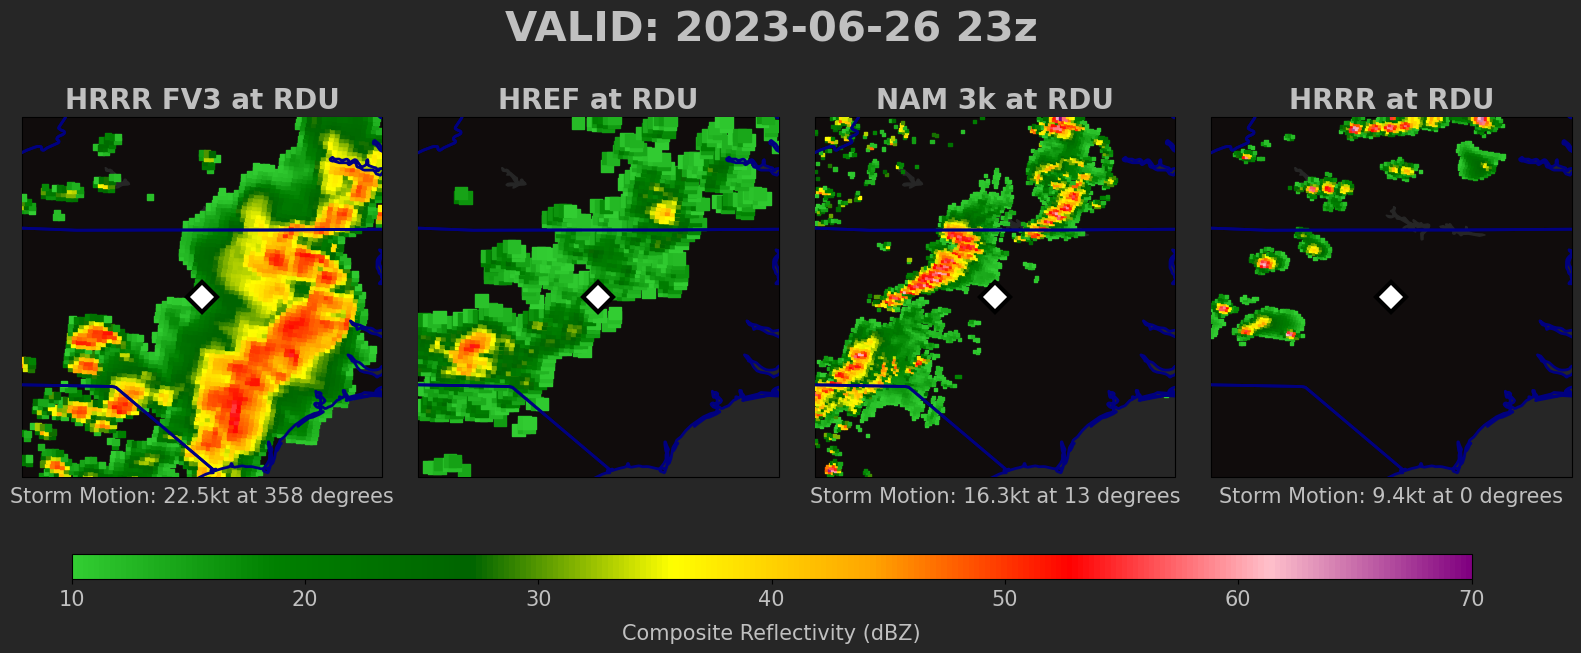 VALID: 2023-06-26 23z
HRRR FV3 at RDU
HREF at RDU
NAM 3k at RDU
HRRR at RDU
Storm Motion: 22.5kt at 358 degrees
Storm Motion: 16.3kt at 13 degrees
Storm Motion: 9.4kt at 0 degrees
10 20 30 40 50 60 70
Composite Reflectivity (dBZ)